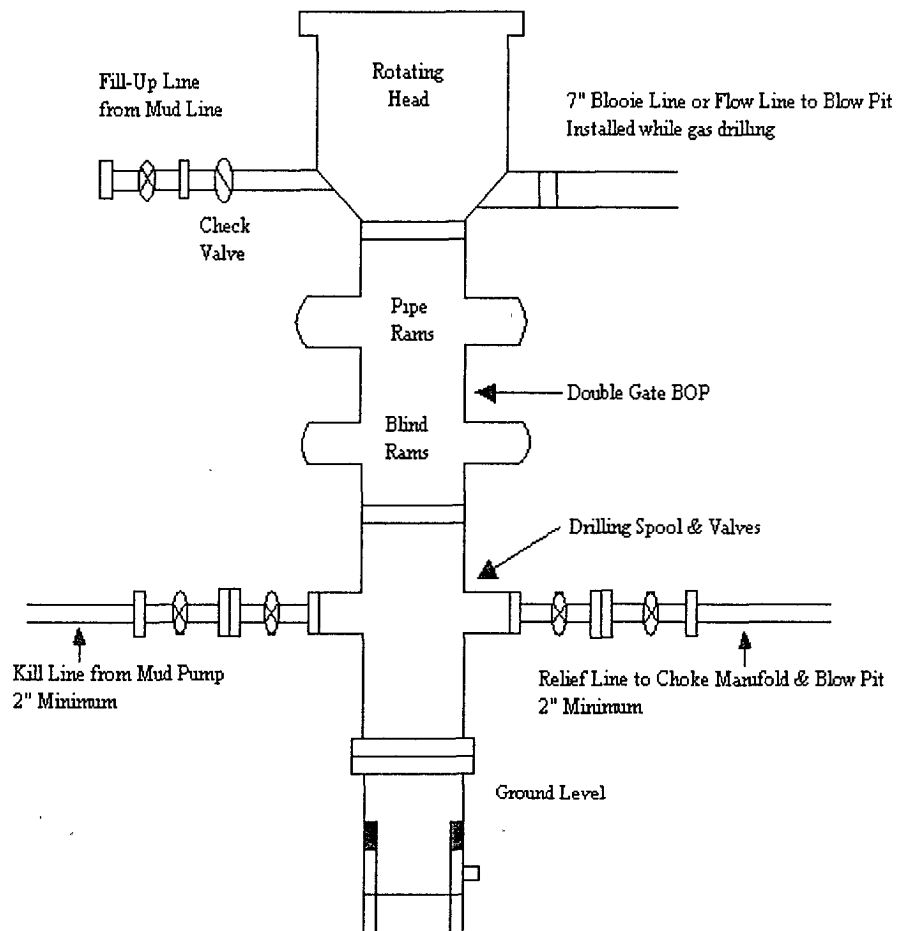 Rotating
Head
Fill-Up Line
from Mud Line
7" Blooie Line or Flow Line to Blow Pit
Installed while gas drilling
Check
Valve
Pipe
Rams
Double Gate BOP
Blind
Rams
Drilling Spool & Valves
Kill Line from Mud Pump
2" Minimum
Relief Line to Choke Manifold & Blow Pit
2" Minimum
Ground Level